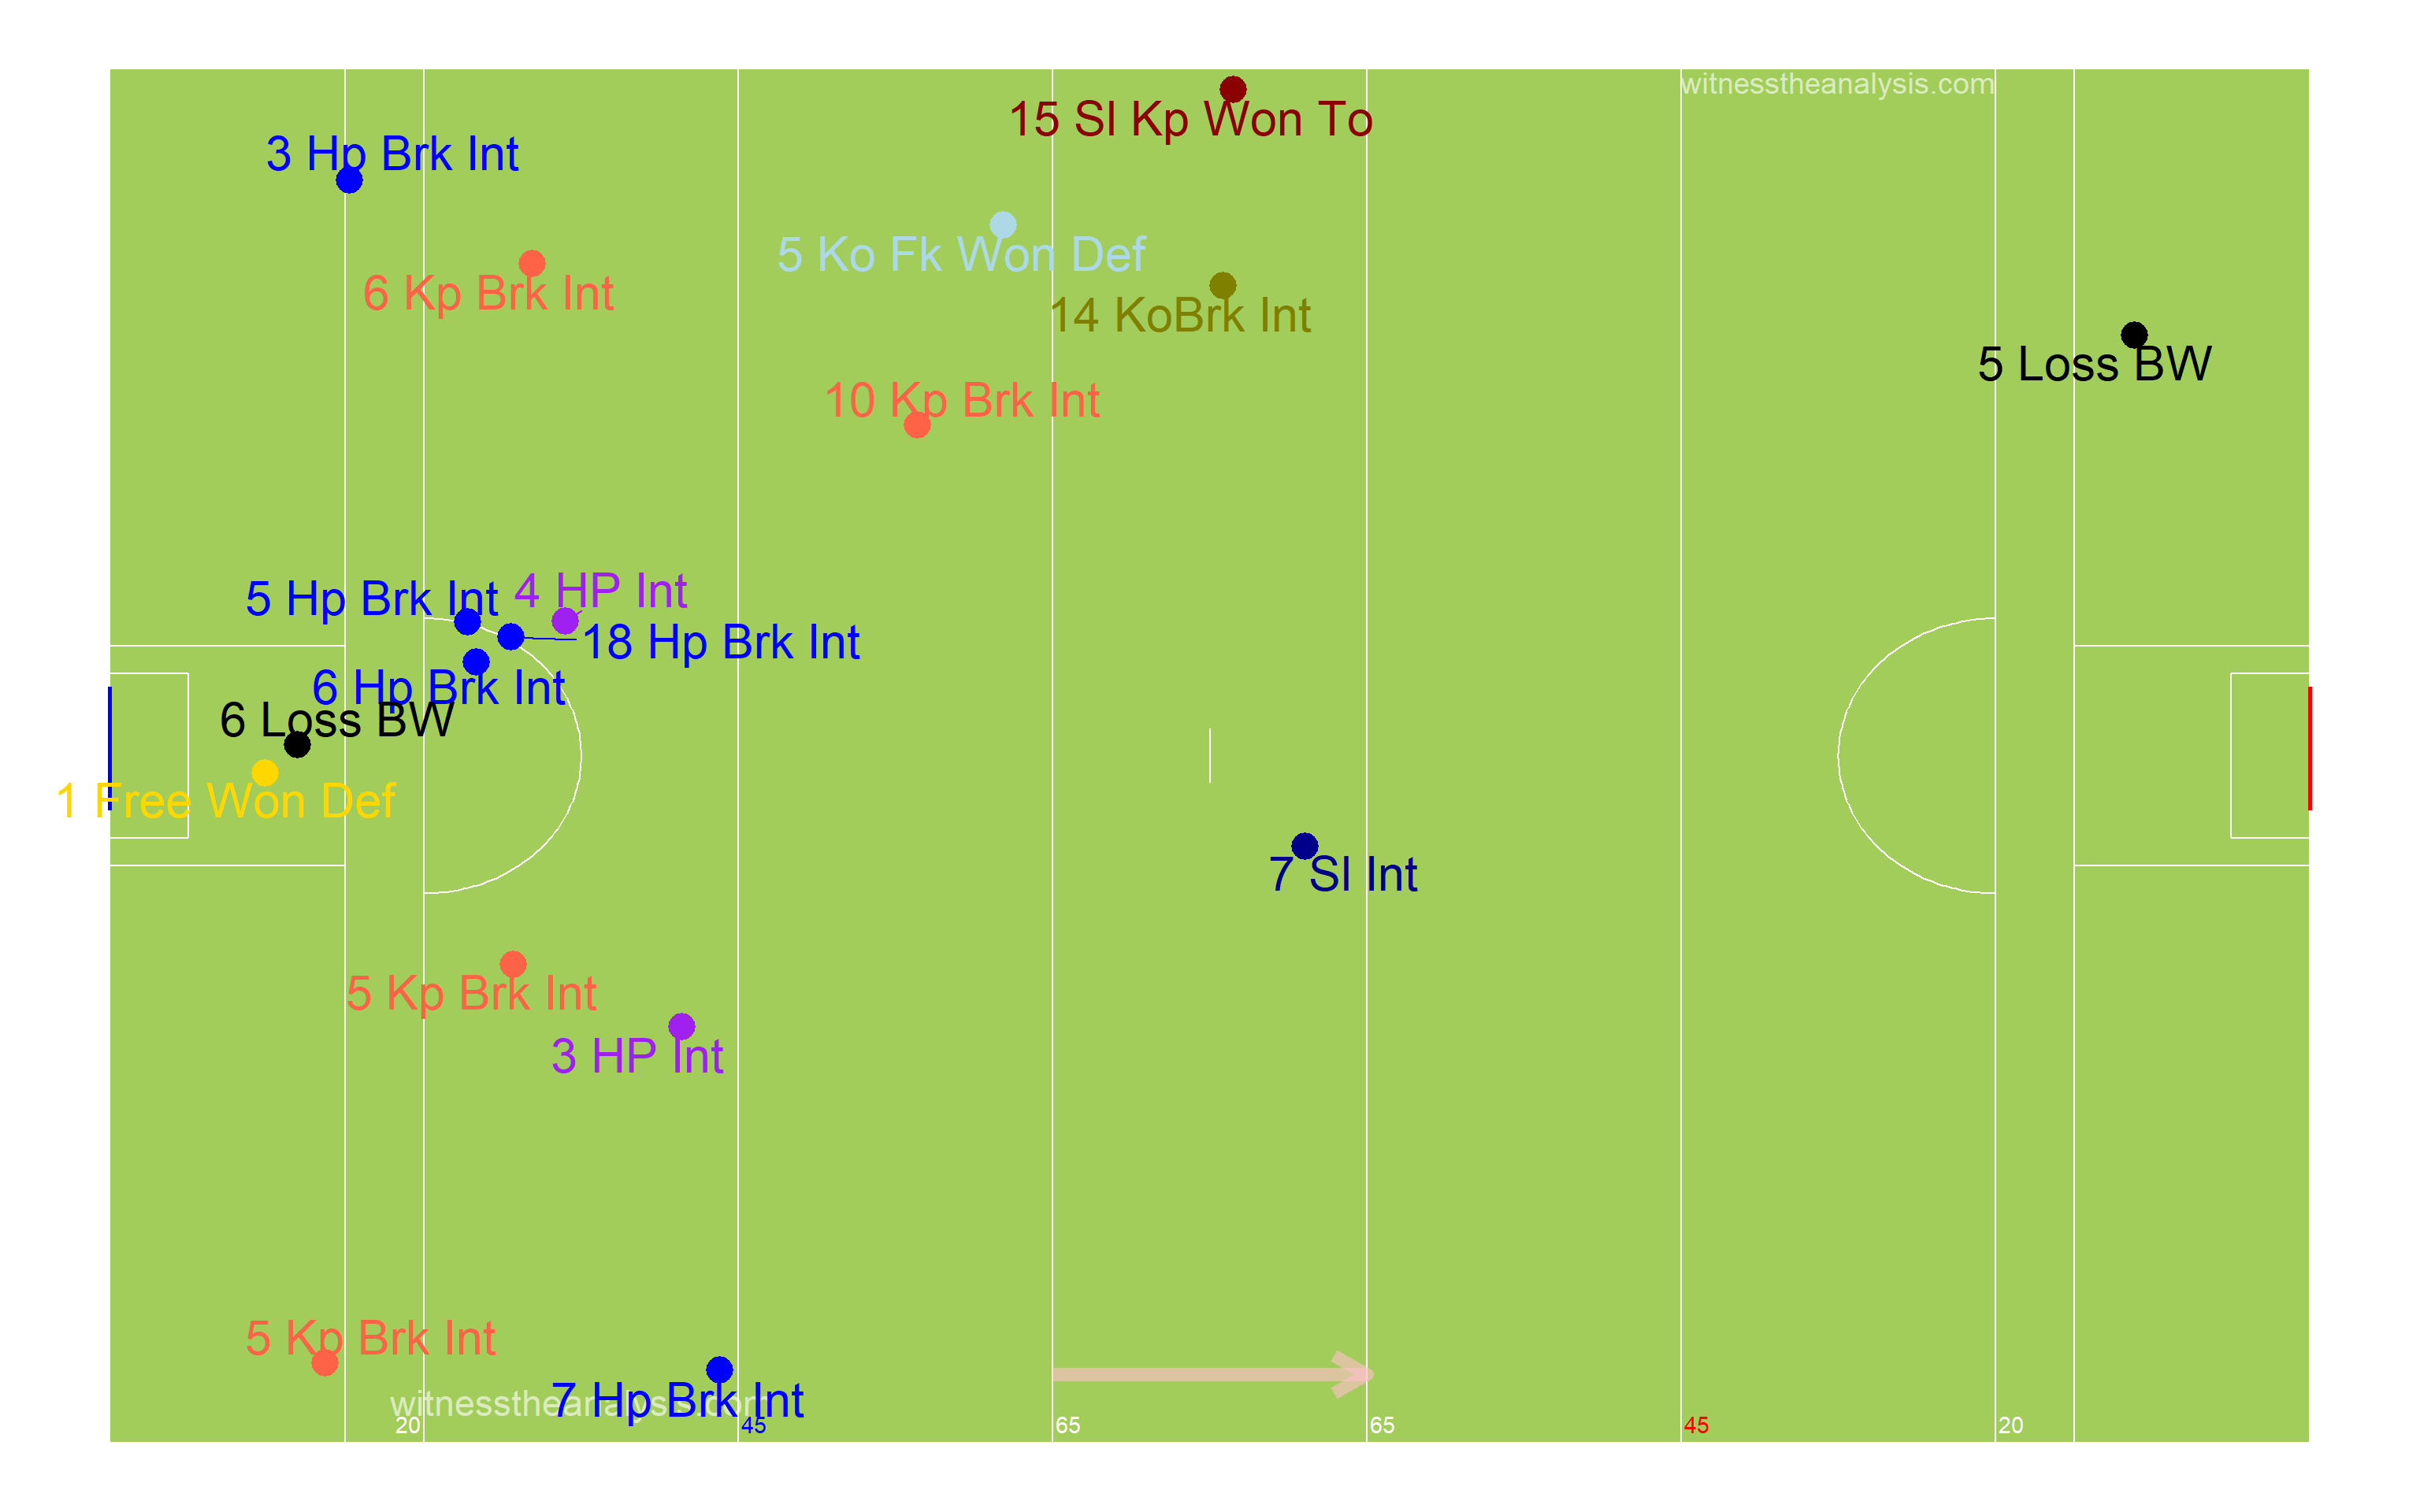 witnesstheanalysis.com
15 Sl Kp Won To
3 Hp Brk Int
5 Ko Fk Won Def
6 Kp Brk Int
14 KoBrk Int
5 Loss BW
10 Kp Brk Int
4 HP Int
5 Hp Brk Int
18 Hp Brk Int
6 Hp Brk Int
6 Loss BW
1 Free Won Def
7 Sl Int
5 Kp Brk Int
3 HP Int
5 Kp Brk Int
7 Hp Brk Int
witnesstheanalysis.com
20 45 65 65 45 20